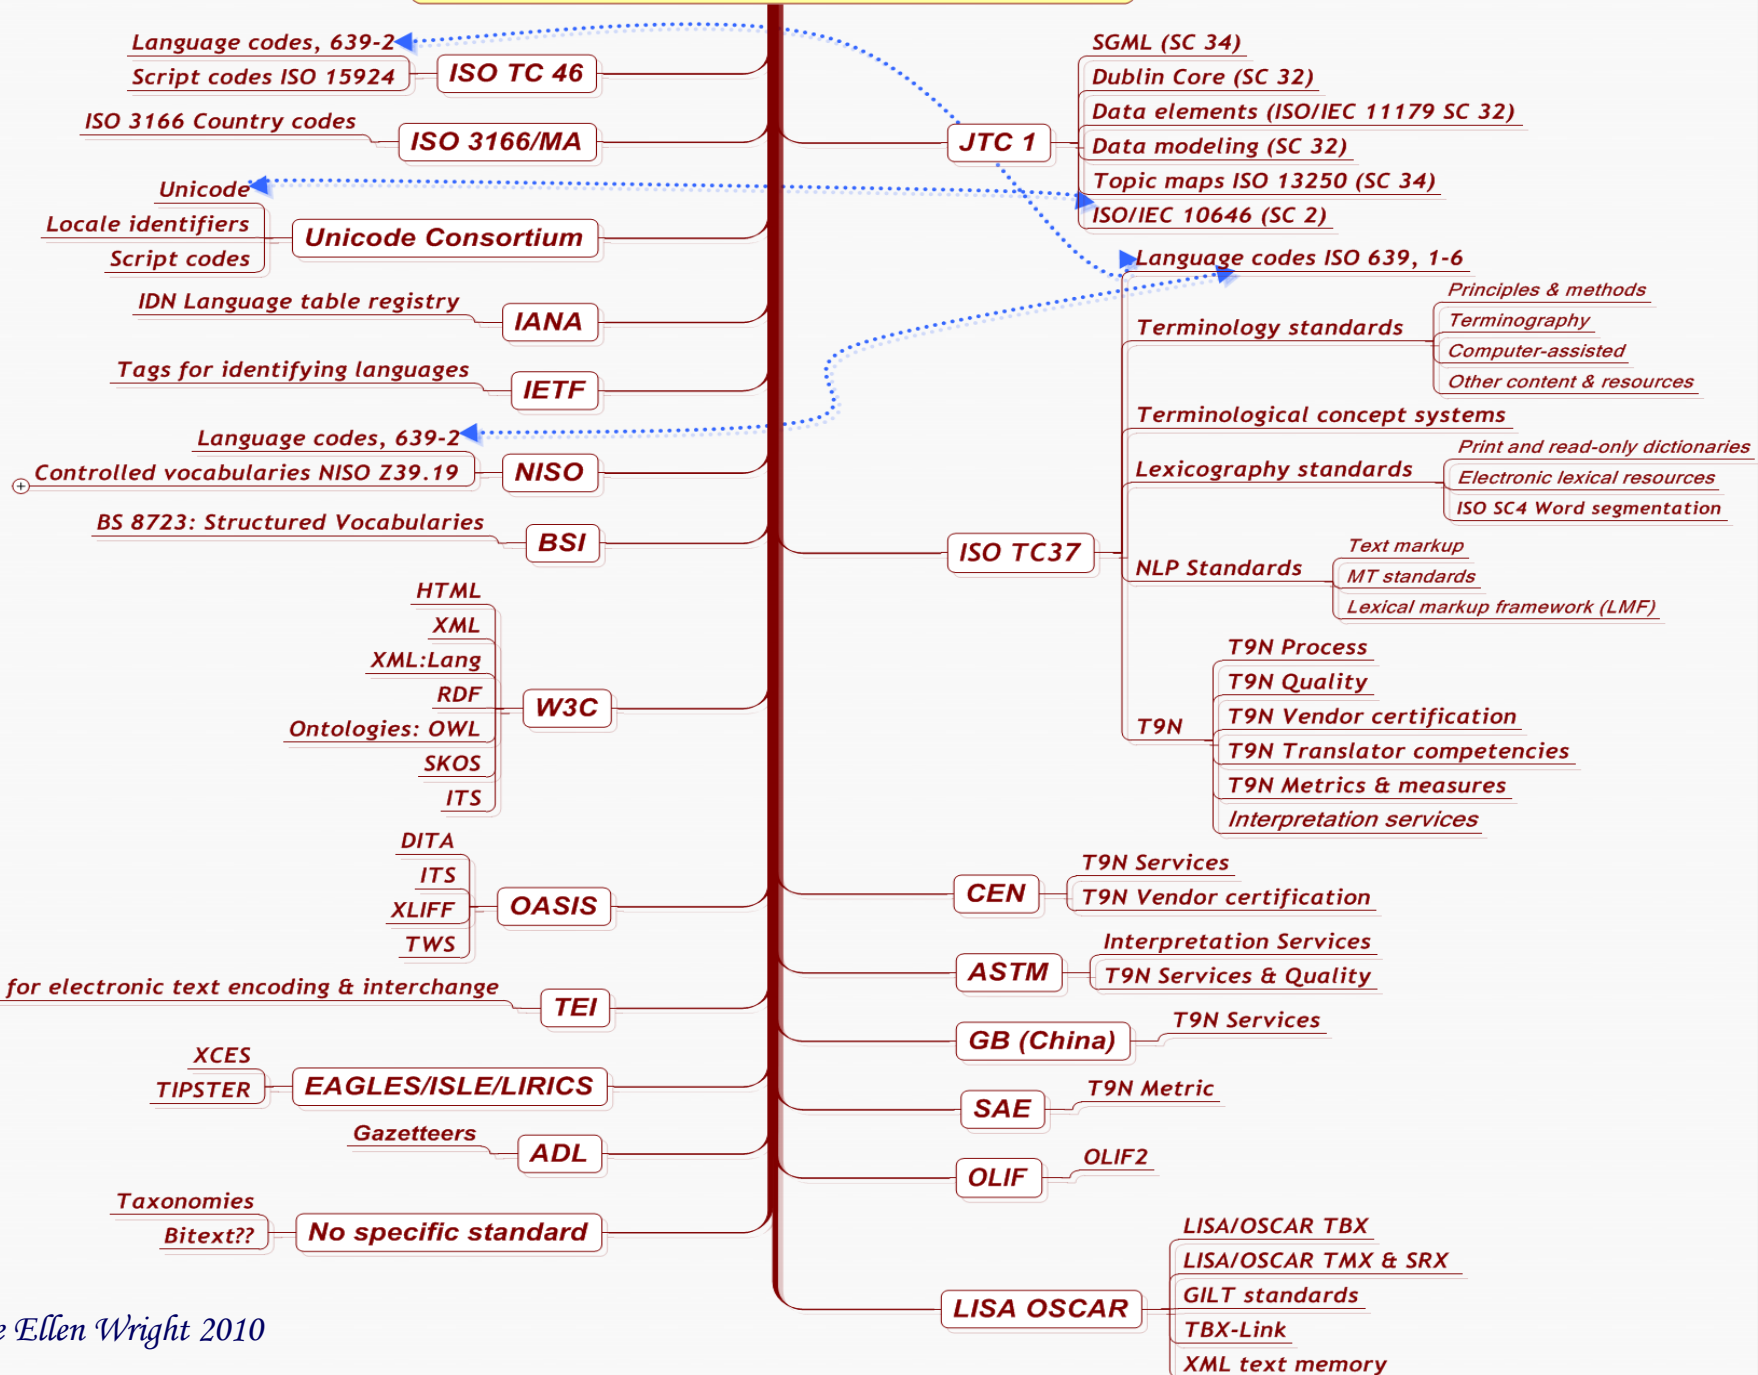 Language codes, 639-2
Script codes ISO 15924
ISO TC 46
ISO 3166 Country codes
ISO 3166/MA
Unicode
Locale identifiers
Script codes
Unicode Consortium
IDN Language table registry
IANA
Tags for identifying languages
IETF
Language codes, 639-2
Controlled vocabularies NISO Z39.19
NISO
BS 8723: Structured Vocabularies
BSI
HTML
XML
XML:Lang
RDF
Ontologies: OWL
SKOS
ITS
W3C
DITA
ITS
XLIFF
TWS
OASIS
for electronic text encoding & interchange
TEI
XCES
TIPSTER
EAGLES/ISLE/LIRICS
Gazetteers
ADL
Taxonomies
Bitext??
No specific standard
JTC 1
SGML (SC 34)
Dublin Core (SC 32)
Data elements (ISO/IEC 11179 SC 32)
Data modeling (SC 32)
Topic maps ISO 13250 (SC 34)
ISO/IEC 10646 (SC 2)
ISO TC37
Language codes ISO 639, 1-6
Terminology standards
Principles & methods
Terminography
Computer-assisted
Other content & resources
Terminological concept systems
Lexicography standards
Print and read-only dictionaries
Electronic lexical resources
ISO SC4 Word segmentation
NLP Standards
Text markup
MT standards
Lexical markup framework (LMF)
T9N
T9N Process
T9N Quality
T9N Vendor certification
T9N Translator competencies
T9N Metrics & measures
Interpretation services
CEN
T9N Services
T9N Vendor certification
ASTM
Interpretation Services
T9N Services & Quality
GB (China)
T9N Services
SAE
T9N Metric
OLIF
OLIF2
LISA OSCAR
LISA/OSCAR TBX
LISA/OSCAR TMX & SRX
GILT standards
TBX-Link
XML text memory
Ellen Wright 2010